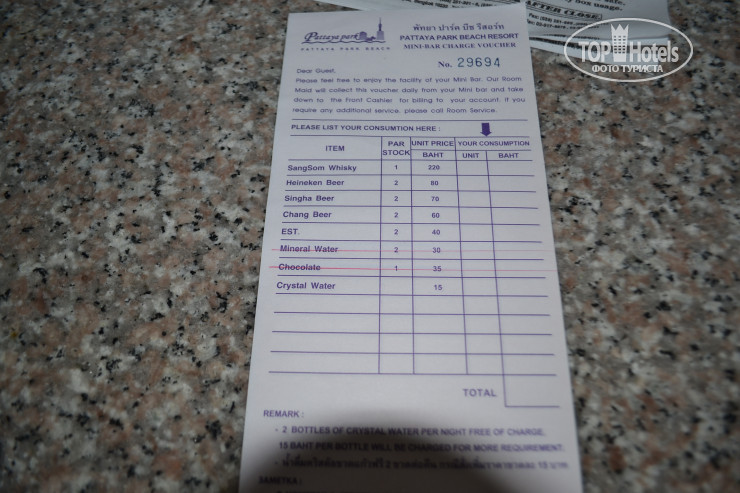 Pattaya park
PATTAYA PARK BEACH
พัทยา ปาร์ค บีช รีสอร์ท
PATTAYA PARK BEACH RESORT
MINI-BAR CHARGE VOUCHER
No. 29694
AFTER CLOSE
TOP Hotels
ФОТО ТУРИСТА
Dear Guest,
Please feel free to enjoy the facility of your Mini Bar. Our Room
Maid will collect this voucher daily from your Mini bar and take
down to the Front Cashier for billing to your account. If you
require any additional service, please call Room Service.
PLEASE LIST YOUR CONSUMTION HERE :
ITEM PAR STOCK UNIT PRICE YOUR CONSUMPTION
BAHT UNIT BAHT
SangSom Whisky 1 220
Heineken Beer 2 80
Singha Beer 2 70
Chang Beer 2 60
EST. 2 40
Mineral Water 2 30
Chocolate 1 35
Crystal Water 15
TOTAL
REMARK :
- 2 BOTTLES OF CRYSTAL WATER PER NIGHT FREE OF CHARGE.
15 BAHT PER BOTTLE WILL BE CHARGED FOR MORE REQUIREMENT.